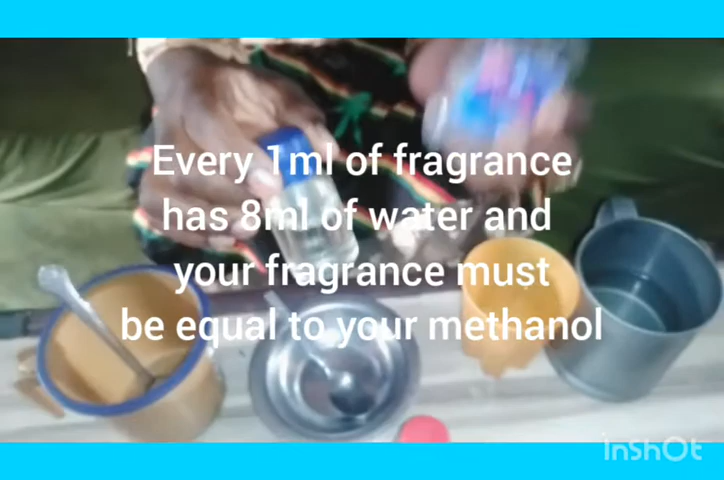 Every 1ml of fragrance
has 8ml of water and
your fragrance must
be equal to your methanol
InShOt